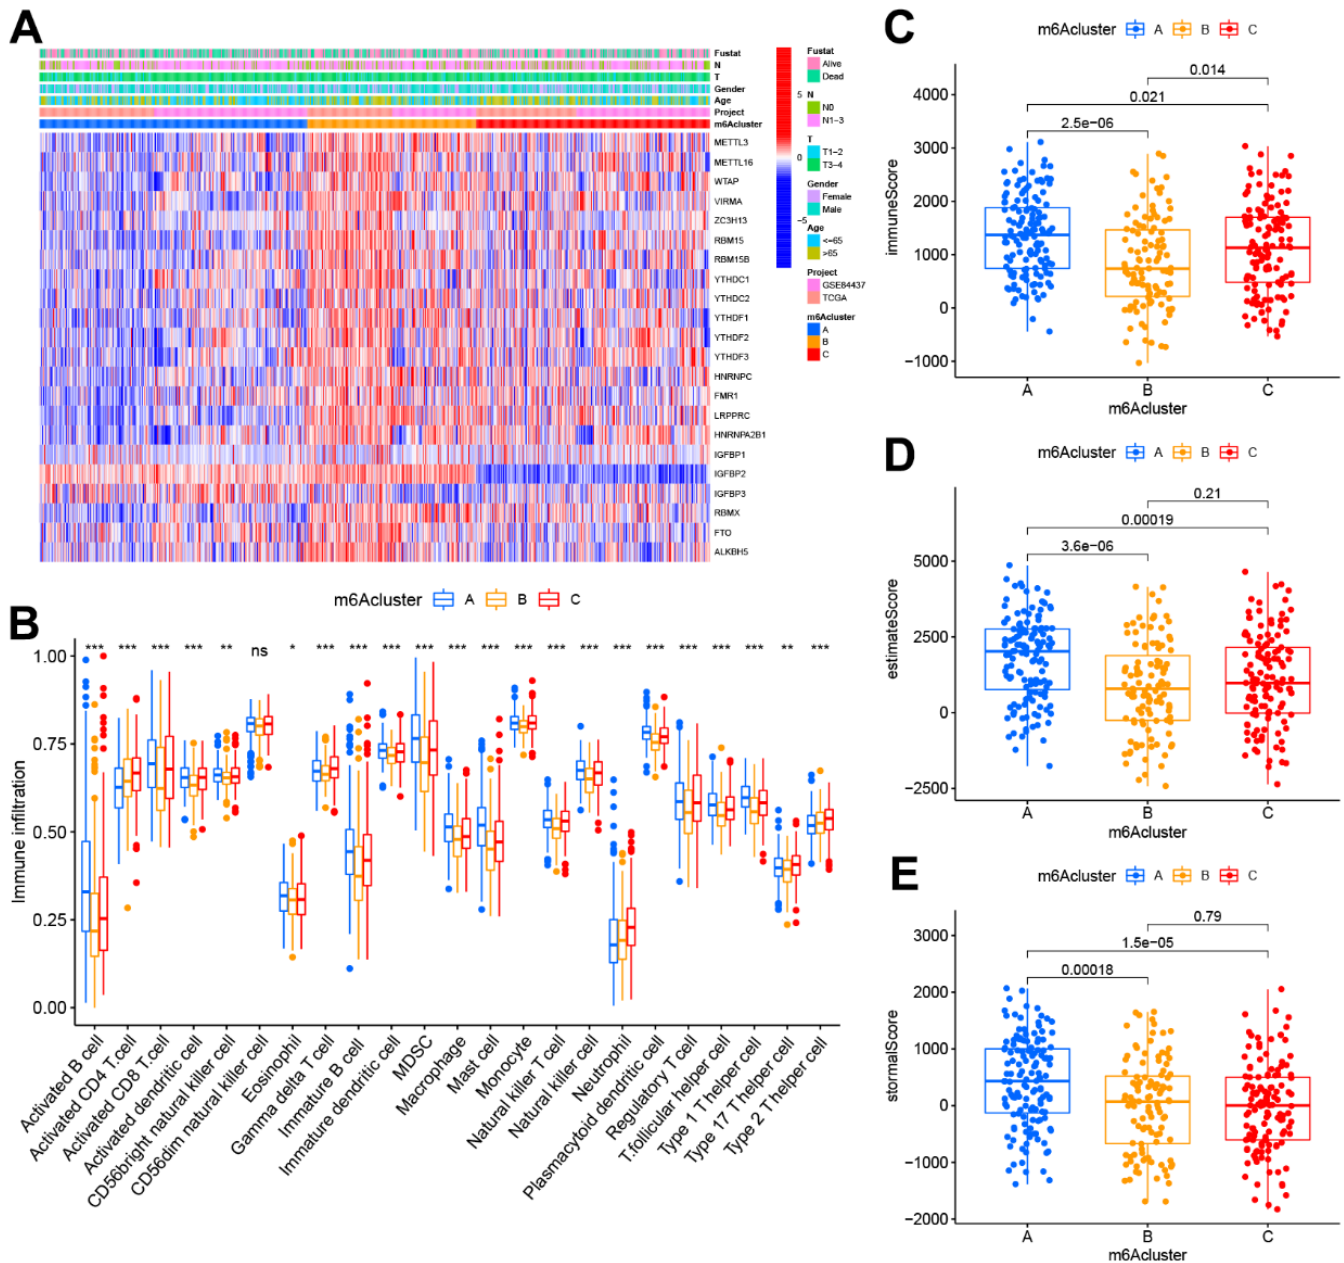 A
Fustat
N
T
Gender
Age
Project
m6Acluster
METTL3
METTL16
WTAP
VIRMA
ZC3H13
RBM15
RBM15B
YTHDC1
YTHDC2
YTHDF1
YTHDF2
YTHDF3
HNRNPC
FMR1
LRPPRC
HNRNPA2B1
IGFBP1
IGFBP2
IGFBP3
RBMX
FTO
ALKBH5
5
0
−5
Fustat
Alive
Dead
N
N0
N1−3
T
T1−2
T3−4
Gender
Female
Male
Age
<=65
>65
Project
GSE84437
TCGA
m6Acluster
A
B
C
B
m6Acluster A B C
Immune infiltration
1.00
0.75
0.50
0.25
0.00
*** *** *** *** ** ns * *** *** *** *** *** *** *** *** *** *** *** *** *** *** ** ***
Activated B cell
Activated CD4 T.cell
Activated CD8 T.cell
Activated dendritic cell
CD56bright natural killer cell
CD56dim natural killer cell
Eosinophil
Gamma delta T cell
Immature B cell
Immature dendritic cell
MDSC
Macrophage
Mast cell
Monocyte
Natural killer T cell
Natural killer cell
Neutrophil
Plasmacyloid dendritic cell
Regulatory T cell
T.follicular helper cell
Type 1 T helper cell
Type 17 T helper cell
Type 2 T helper cell
C
m6Acluster A B C
immuneScore
4000
3000
2000
1000
0
−1000
0.014
0.021
2.5e−06
A B C
m6Acluster
D
m6Acluster A B C
estimateScore
5000
2500
0
−2500
0.21
0.00019
3.6e−06
A B C
m6Acluster
E
m6Acluster A B C
stormalScore
3000
2000
1000
0
−1000
−2000
0.79
1.5e−05
0.00018
A B C
m6Acluster